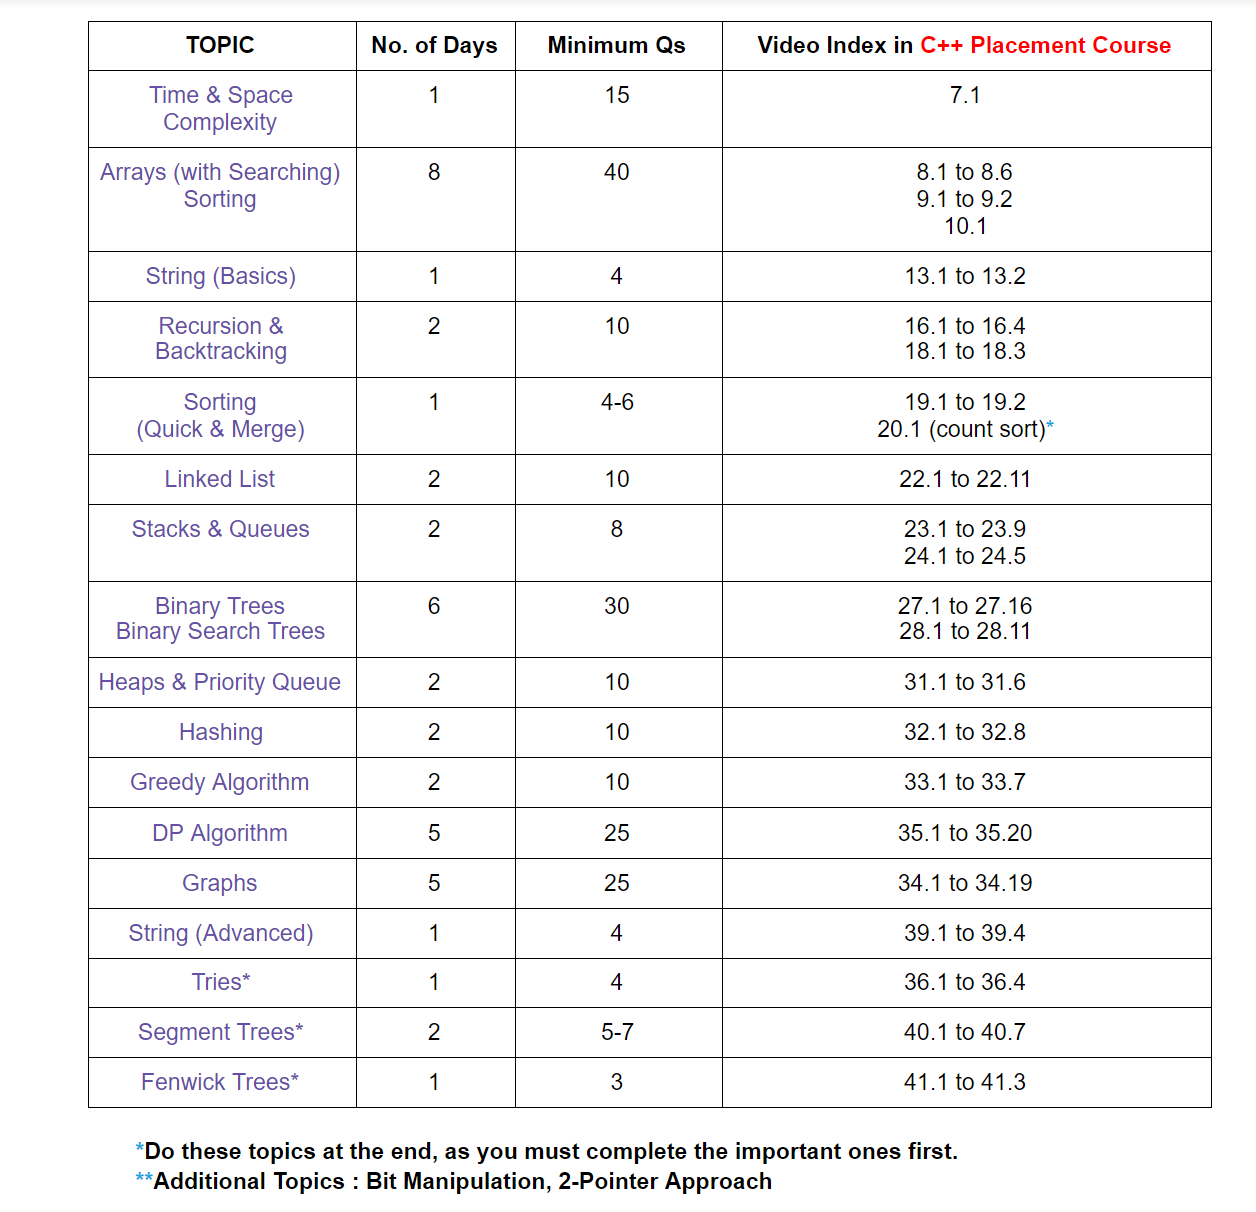 TOPIC No. of Days Minimum Qs Video Index in C++ Placement Course
Time & Space 1 15 7.1
Complexity
Arrays (with Searching) 8 40 8.1 to 8.6
Sorting 9.1 to 9.2
10.1
String (Basics) 1 4 13.1 to 13.2
Recursion & 2 10 16.1 to 16.4
Backtracking 18.1 to 18.3
Sorting 1 4-6 19.1 to 19.2
(Quick & Merge) 20.1 (count sort)*
Linked List 2 10 22.1 to 22.11
Stacks & Queues 2 8 23.1 to 23.9
24.1 to 24.5
Binary Trees 6 30 27.1 to 27.16
Binary Search Trees 28.1 to 28.11
Heaps & Priority Queue 2 10 31.1 to 31.6
Hashing 2 10 32.1 to 32.8
Greedy Algorithm 2 10 33.1 to 33.7
DP Algorithm 5 25 35.1 to 35.20
Graphs 5 25 34.1 to 34.19
String (Advanced) 1 4 39.1 to 39.4
Tries* 1 4 36.1 to 36.4
Segment Trees* 2 5-7 40.1 to 40.7
Fenwick Trees* 1 3 41.1 to 41.3
*Do these topics at the end, as you must complete the important ones first.
**Additional Topics : Bit Manipulation, 2-Pointer Approach